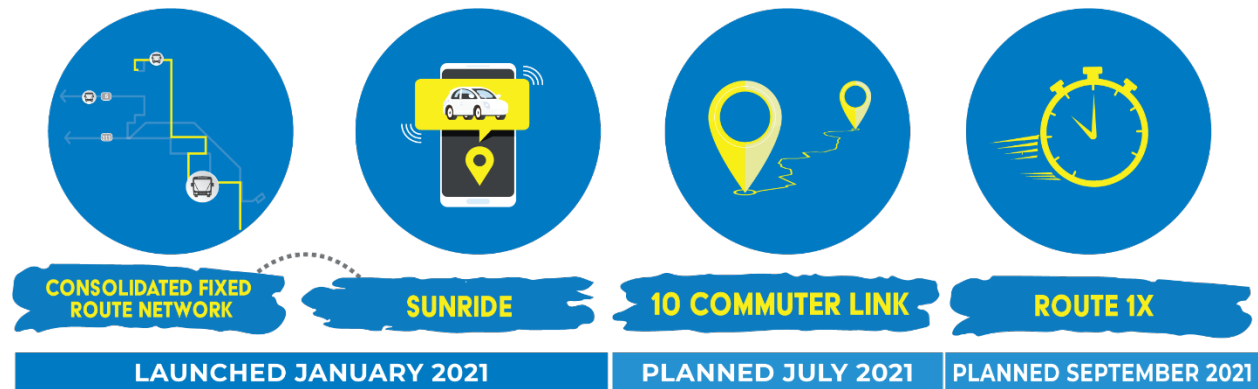 CONSOLIDATED FIXED
ROUTE NETWORK
SUNRIDE
10 COMMUTER LINK
ROUTE 1X
LAUNCHED JANUARY 2021
PLANNED JULY 2021
PLANNED SEPTEMBER 2021